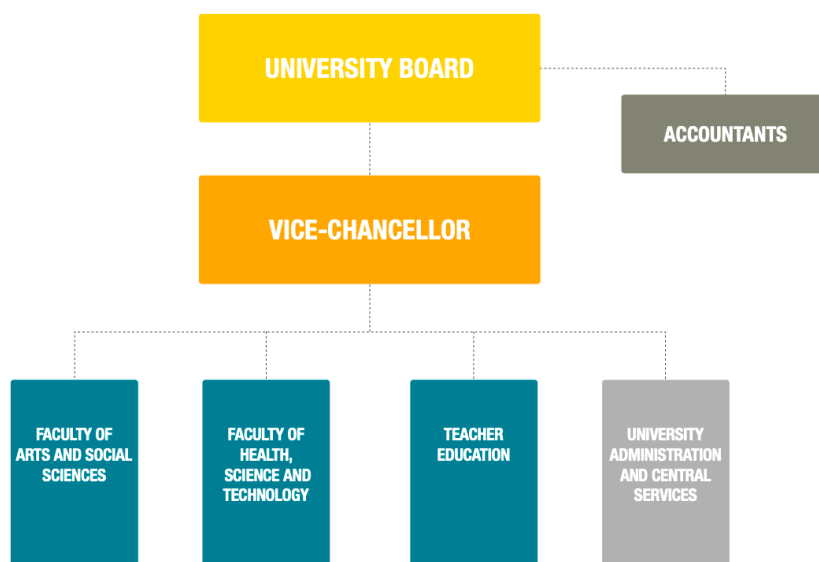 UNIVERSITY BOARD
ACCOUNTANTS
VICE-CHANCELLOR
FACULTY OF
ARTS AND SOCIAL
SCIENCES
FACULTY OF
HEALTH,
SCIENCE AND
TECHNOLOGY
TEACHER
EDUCATION
UNIVERSITY
ADMINISTRATION
AND CENTRAL
SERVICES